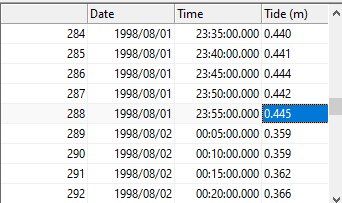 Date Time Tide (m)
284 1998/08/01 23:35:00.000 0.440
285 1998/08/01 23:40:00.000 0.441
286 1998/08/01 23:45:00.000 0.444
287 1998/08/01 23:50:00.000 0.442
288 1998/08/01 23:55:00.000 0.445
289 1998/08/02 00:05:00.000 0.359
290 1998/08/02 00:10:00.000 0.359
291 1998/08/02 00:15:00.000 0.362
292 1998/08/02 00:20:00.000 0.366